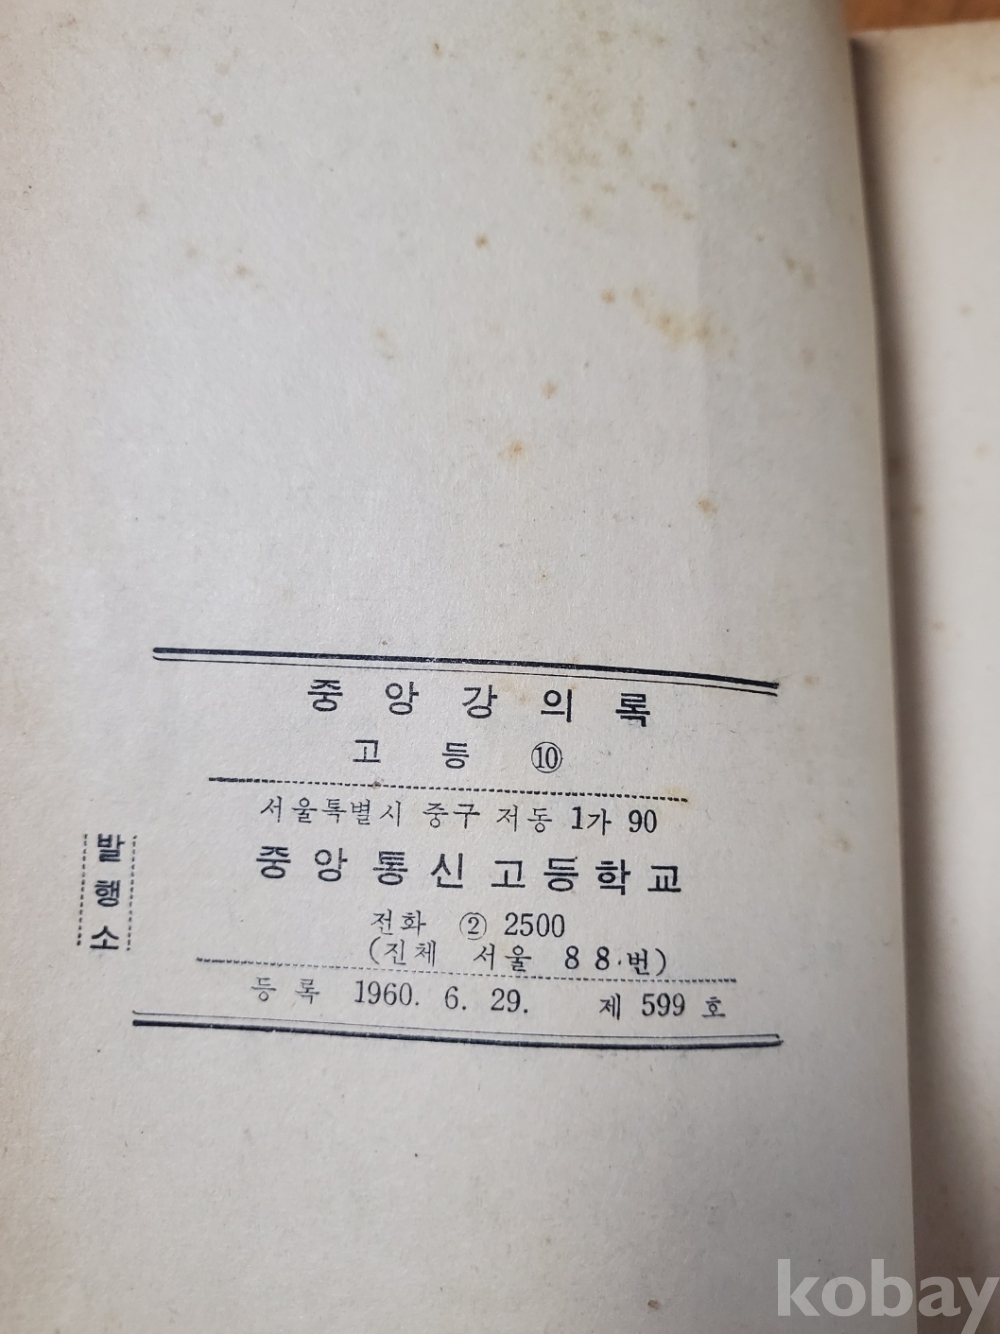 중앙강의록
고등 ⑩
서울특별시 중구 저동 1가 90
발행소
중앙통신고등학교
전화 ② 2500
(진체 서울 88.번)
등록 1960. 6. 29. 제 599 호
kobay